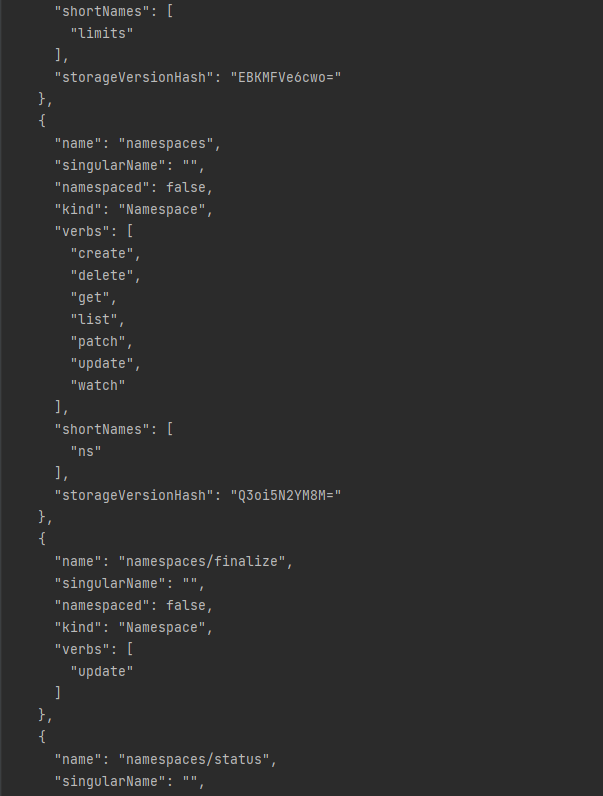 "shortNames": [
"limits"
],
"storageVersionHash": "EBKMFVe6cwo="
},
{
"name": "namespaces",
"singularName": "",
"namespaced": false,
"kind": "Namespace",
"verbs": [
"create",
"delete",
"get",
"list",
"patch",
"update",
"watch"
],
"shortNames": [
"ns"
],
"storageVersionHash": "Q3oi5N2YM8M="
},
{
"name": "namespaces/finalize",
"singularName": "",
"namespaced": false,
"kind": "Namespace",
"verbs": [
"update"
]
},
{
"name": "namespaces/status",
"singularName": "",